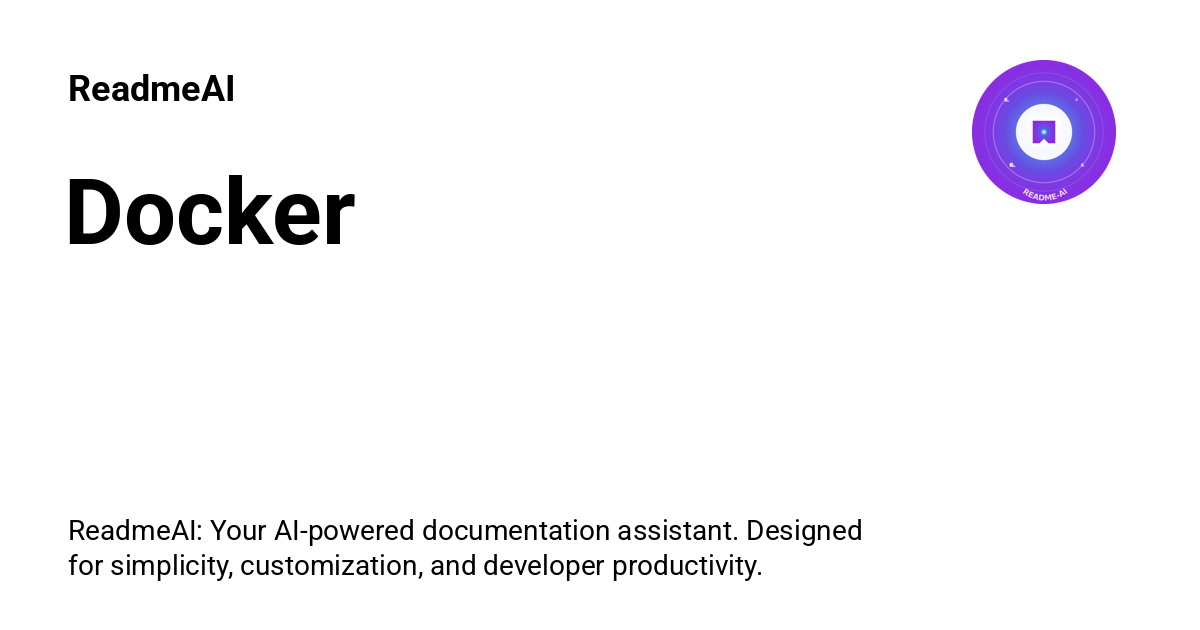 ReadmeAI
README-AI
Docker
ReadmeAI: Your AI-powered documentation assistant. Designed
for simplicity, customization, and developer productivity.